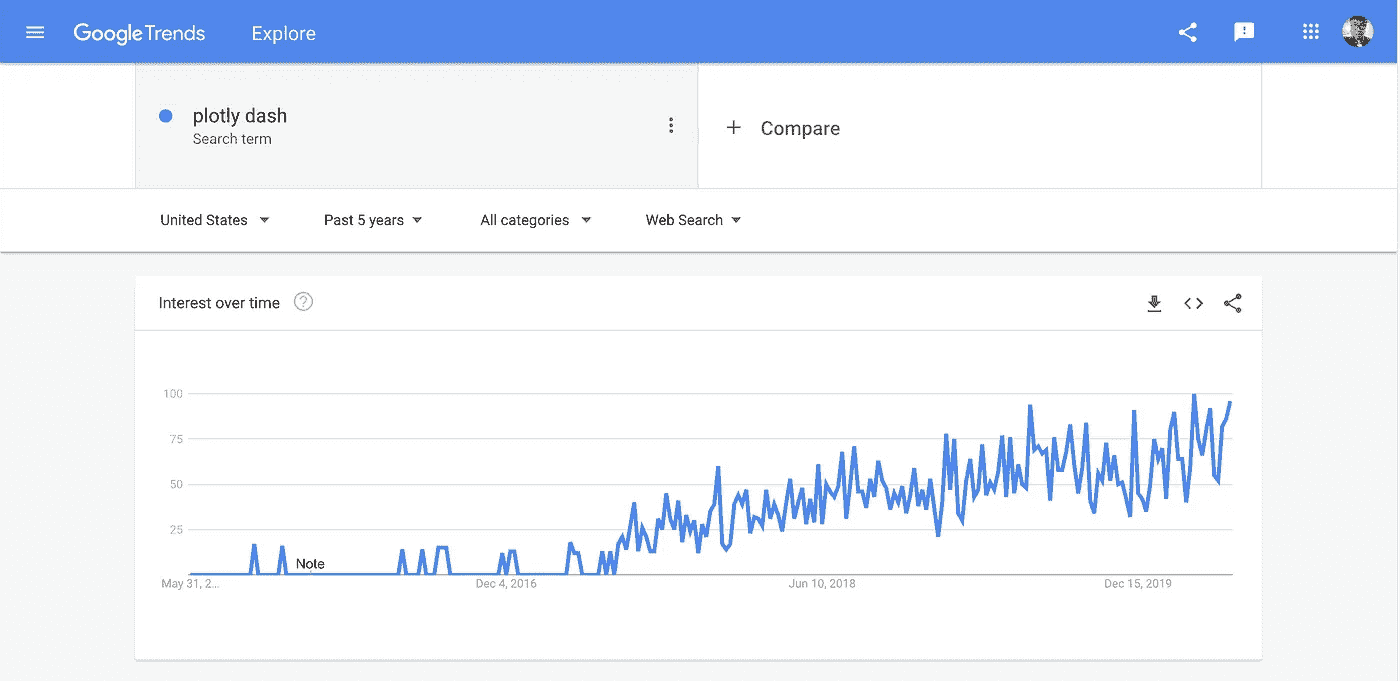 Google Trends Explore
plotly dash
Search term
+ Compare
United States Past 5 years All categories Web Search
Interest over time ?
100
75
50
25
Note
May 31, 2... Dec 4, 2016 Jun 10, 2018 Dec 15, 2019